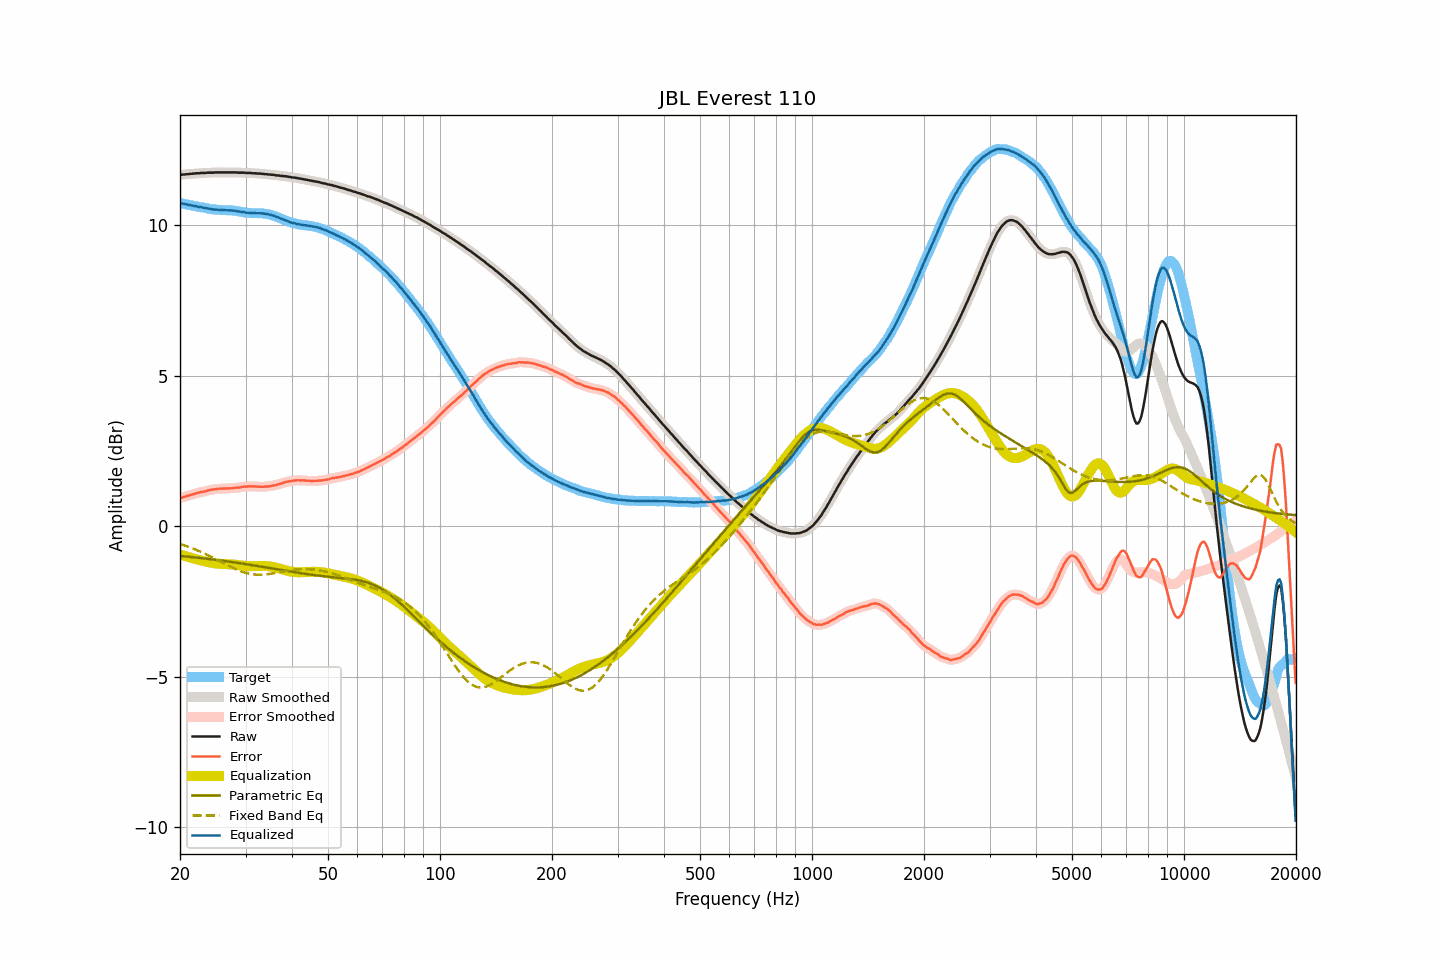 JBL Everest 110
Amplitude (dBr)
10
5
0
−5
−10
Target
Raw Smoothed
Error Smoothed
Raw
Error
Equalization
Parametric Eq
Fixed Band Eq
Equalized
20 50 100 200 500 1000 2000 5000 10000 20000
Frequency (Hz)